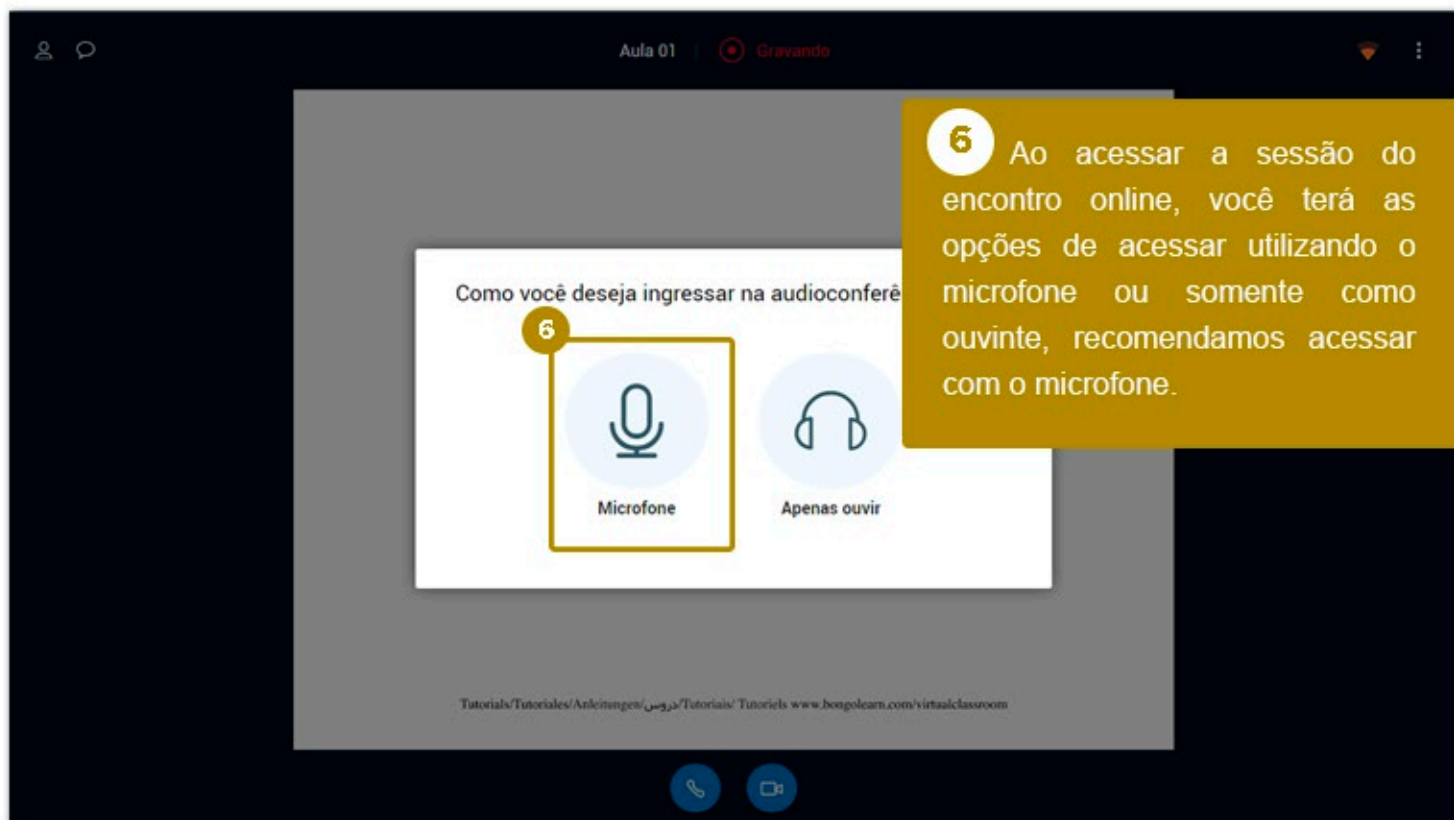 Aula 01
Gravando
6
Ao acessar a sessão do
encontro online, você terá as
opções de acessar utilizando o
microfone ou somente como
ouvinte, recomendamos acessar
com o microfone.
Como você deseja ingressar na audioconferê
6
Microfone
Apenas ouvir
Tutorials/Tutoriales/Anleitungen/دروس/Tutoriais/ Tutoriels www.bongolearn.com/virtualclassroom